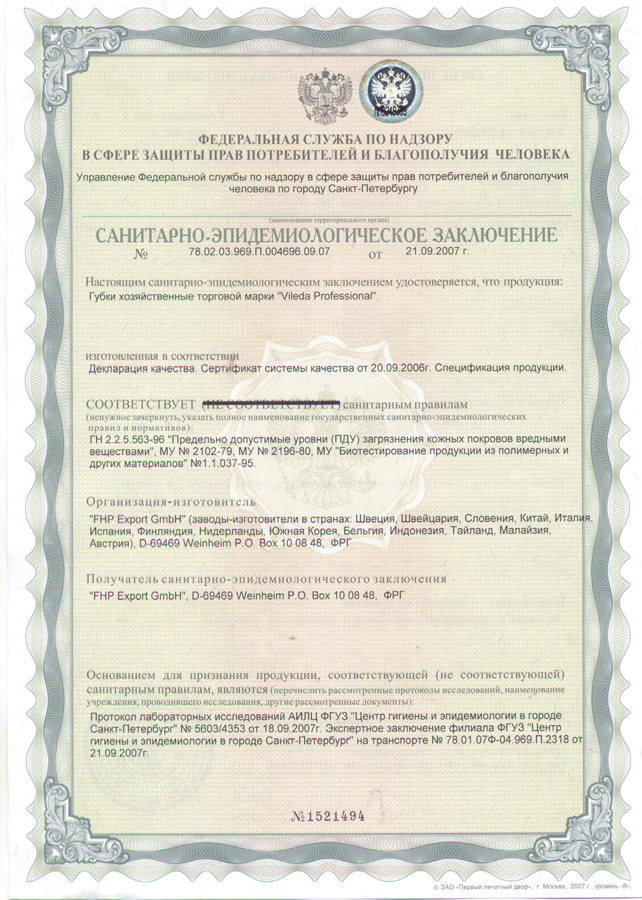 ФЕДЕРАЛЬНАЯ СЛУЖБА ПО НАДЗОРУ
В СФЕРЕ ЗАЩИТЫ ПРАВ ПОТРЕБИТЕЛЕЙ И БЛАГОПОЛУЧИЯ ЧЕЛОВЕКА
Управление Федеральной службы по надзору в сфере защиты прав потребителей и благополучия
человека по городу Санкт-Петербургу
(наименование территориального органа)
САНИТАРНО-ЭПИДЕМИОЛОГИЧЕСКОЕ ЗАКЛЮЧЕНИЕ
№ 78.02.03.969.П.004696.09.07 от 21.09.2007 г.
Настоящим санитарно-эпидемиологическим заключением удостоверяется, что продукция:
Губки хозяйственные торговой марки "Vileda Professional".
изготовленная в соответствии
Декларация качества. Сертификат системы качества от 20.09.2006г. Спецификация продукции.
СООТВЕТСТВУЕТ (НЕ СООТВЕТСТВУЕТ) санитарным правилам
(ненужное зачеркнуть, указать полное наименование государственных санитарно-эпидемиологических
правил и нормативов):
ГН 2.2.5.563-96 "Предельно допустимые уровни (ПДУ) загрязнения кожных покровов вредными
веществами", МУ № 2102-79, МУ № 2196-80, МУ "Биотестирование продукции из полимерных и
других материалов" №1.1.037-95.
Организация-изготовитель
"FHP Export GmbH" (заводы-изготовители в странах: Швеция, Швейцария, Словения, Китай, Италия,
Испания, Финляндия, Нидерланды, Южная Корея, Бельгия, Индонезия, Тайланд, Малайзия,
Австрия), D-69469 Weinheim P.O. Box 10 08 48, ФРГ
Получатель санитарно-эпидемиологического заключения
"FHP Export GmbH", D-69469 Weinheim P.O. Box 10 08 48, ФРГ
Основанием для признания продукции, соответствующей (не соответствующей)
санитарным правилам, являются (перечислить рассмотренные протоколы исследований, наименование
учреждения, проводившего исследования, другие рассмотренные документы):
Протокол лабораторных исследований АИЛЦ ФГУЗ "Центр гигиены и эпидемиологии в городе
Санкт-Петербург" № 5603/4353 от 18.09.2007г. Экспертное заключение филиала ФГУЗ "Центр
гигиены и эпидемиологии в городе Санкт-Петербург" на транспорте № 78.01.07Ф-04.969.П.2318 от
21.09.2007г.
№1521494
© ЗАО «Первый печатный двор», г. Москва, 2007 г., уровень «В».